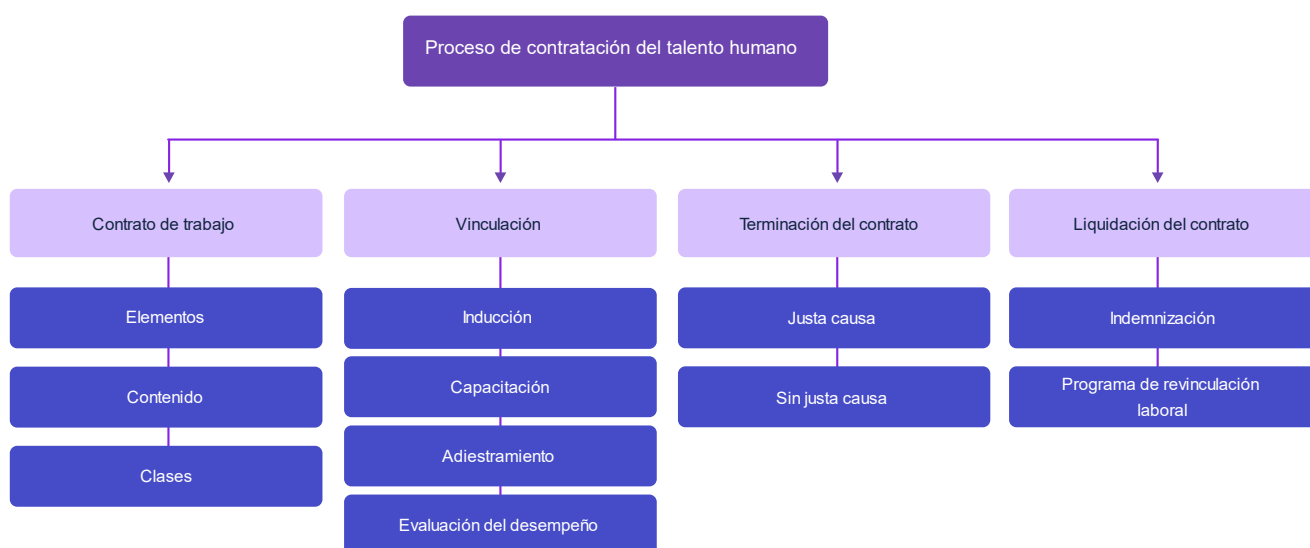 Proceso de contratación del talento humano
Contrato de trabajo
Elementos
Contenido
Clases
Vinculación
Inducción
Capacitación
Adiestramiento
Evaluación del desempeño
Terminación del contrato
Justa causa
Sin justa causa
Liquidación del contrato
Indemnización
Programa de revinculación
laboral